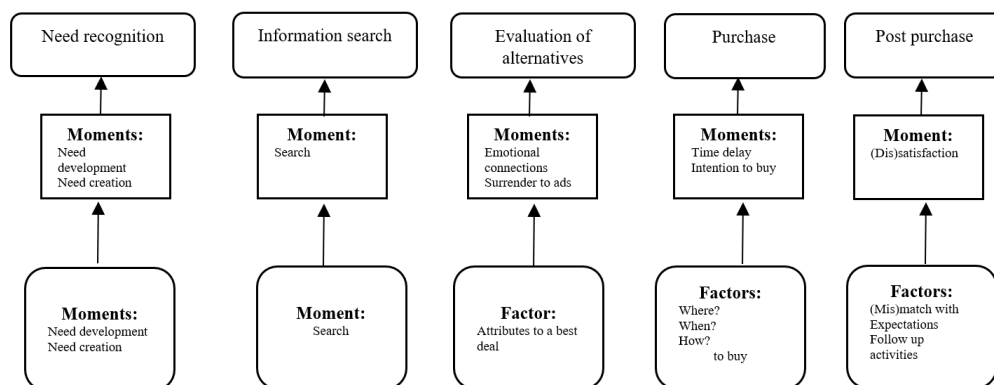 Need recognition
Information search
Evaluation of
alternatives
Purchase
Post purchase
Moments:
Need
development
Need creation
Moment:
Search
Moments:
Emotional
connections
Surrender to ads
Moments:
Time delay
Intention to buy
Moment:
(Dis)satisfaction
Moments:
Need development
Need creation
Moment:
Search
Factor:
Attributes to a best
deal
Factors:
Where?
When?
How?
to buy
Factors:
(Mis)match with
Expectations
Follow up
activities